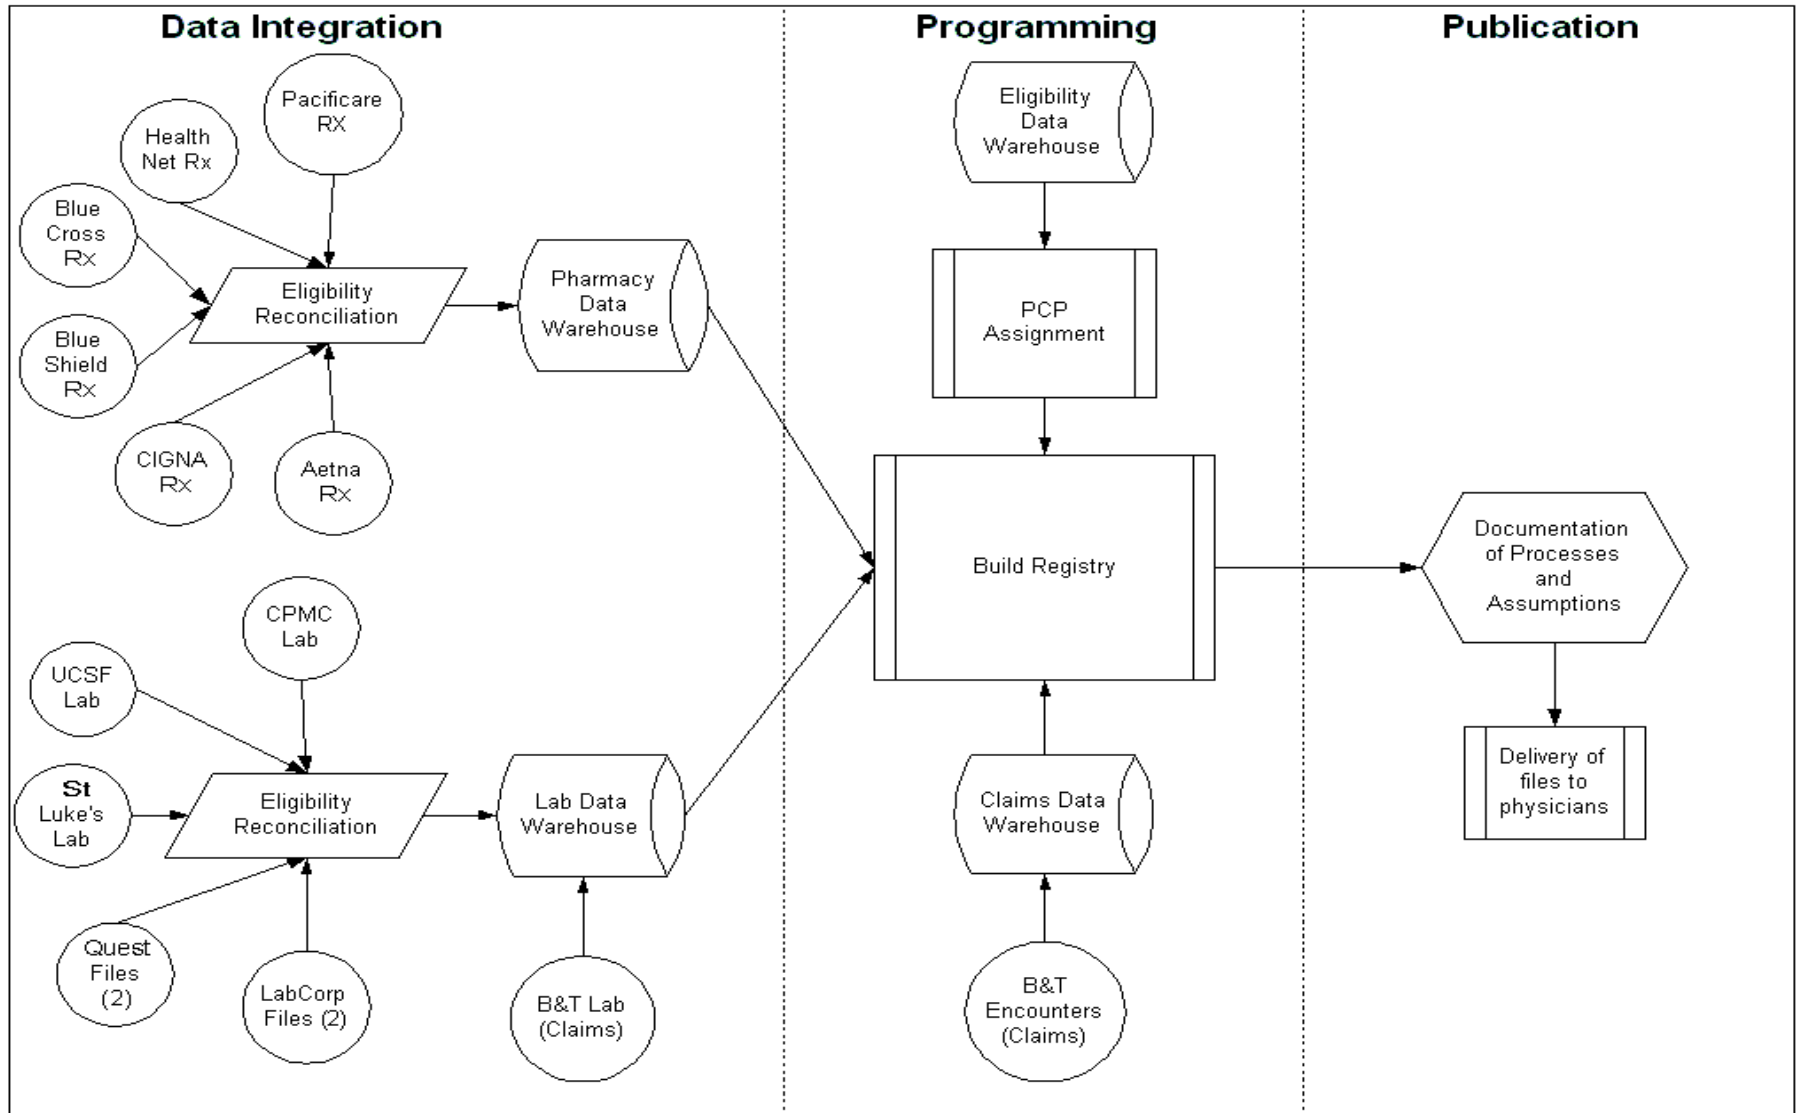 Data Integration
Programming
Publication
Pacificare
RX
Health
Net Rx
Blue
Cross
Rx
Blue
Shield
Rx
CIGNA
Rx
Aetna
Rx
Eligibility
Reconciliation
Pharmacy
Data
Warehouse
CPMC
Lab
UCSF
Lab
St
Luke's
Lab
Quest
Files
(2)
LabCorp
Files (2)
Eligibility
Reconciliation
Lab Data
Warehouse
B&T Lab
(Claims)
Eligibility
Data
Warehouse
PCP
Assignment
Build Registry
Claims Data
Warehouse
B&T
Encounters
(Claims)
Documentation
of Processes
and
Assumptions
Delivery of
files to
physicians